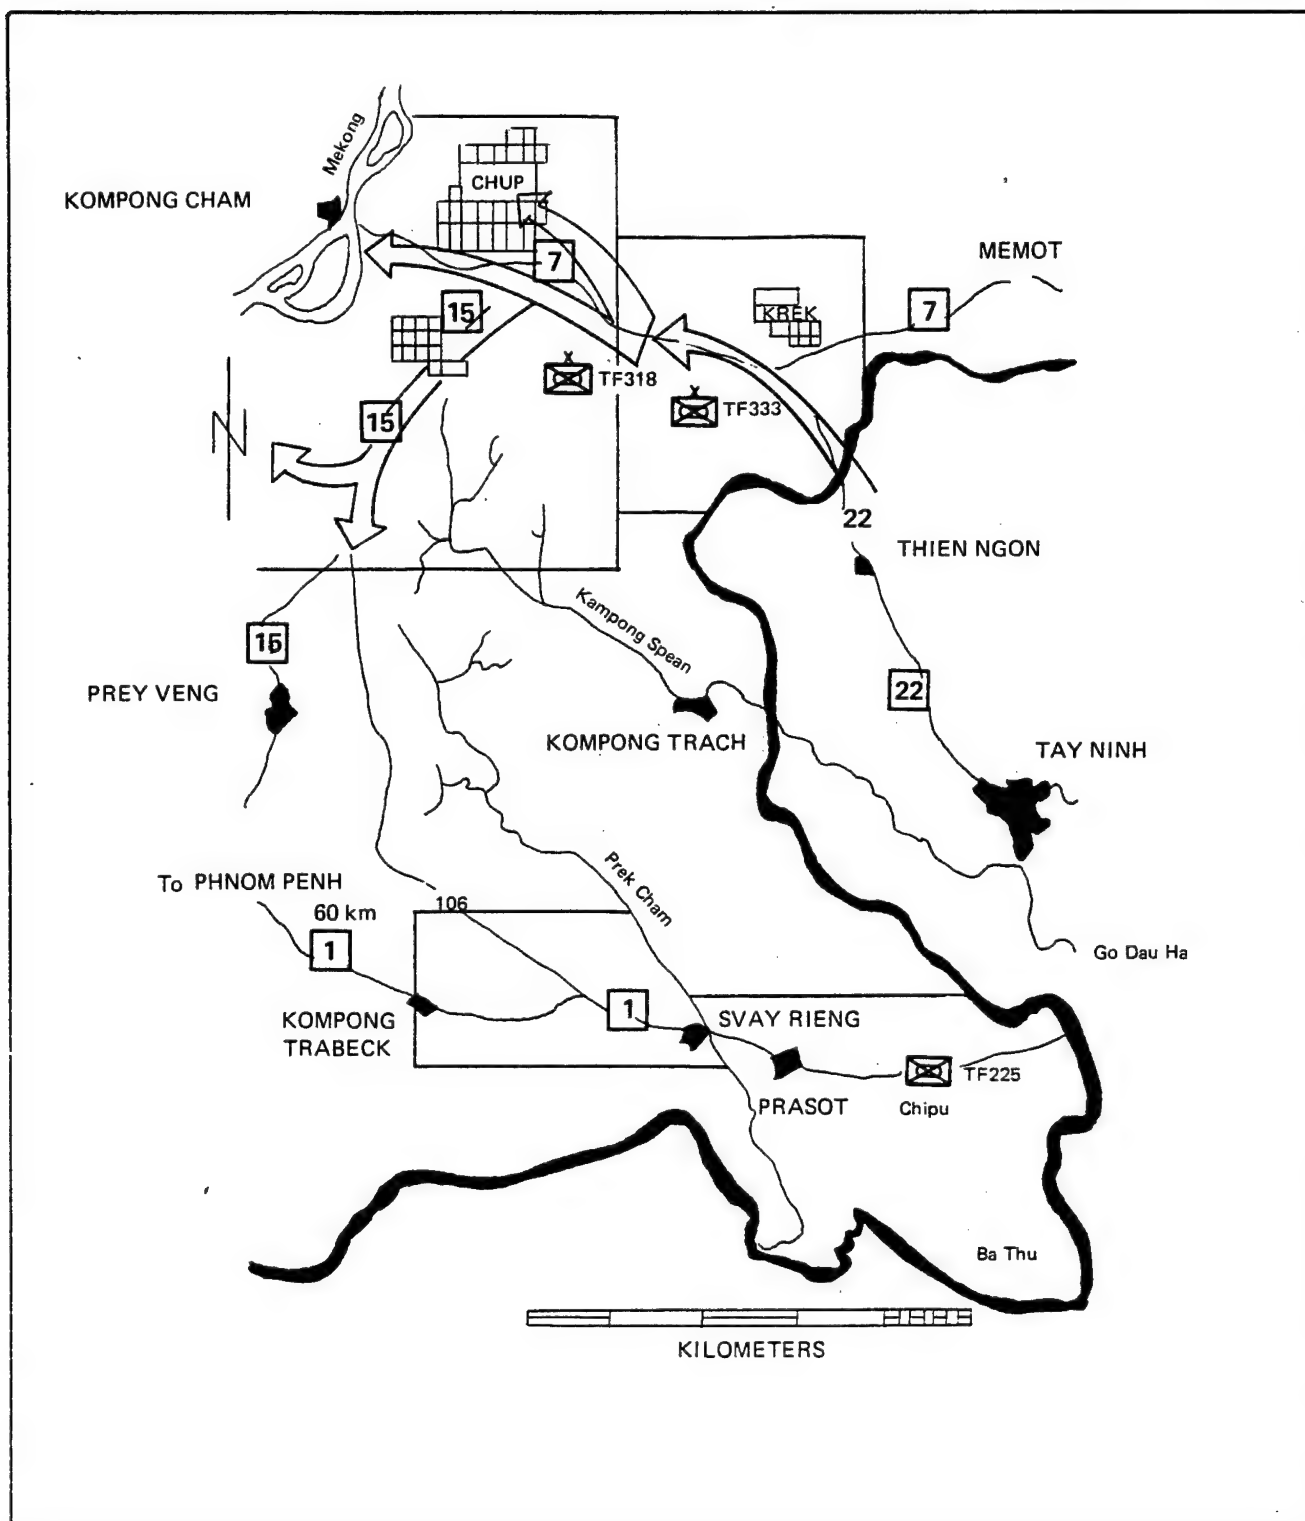 Mekong
KOMPONG CHAM
CHUP
7
MEMOT
7
KREK
15
TF318
TF333
15
N
22
THIEN NGON
Kampong Spean
15
PREY VENG
22
KOMPONG TRACH
TAY NINH
To PHNOM PENH
60 km
106
Prek Cham
1
Go Dau Ha
KOMPONG
TRABECK
1
SVAY RIENG
TF225
PRASOT
Chipu
Ba Thu
KILOMETERS